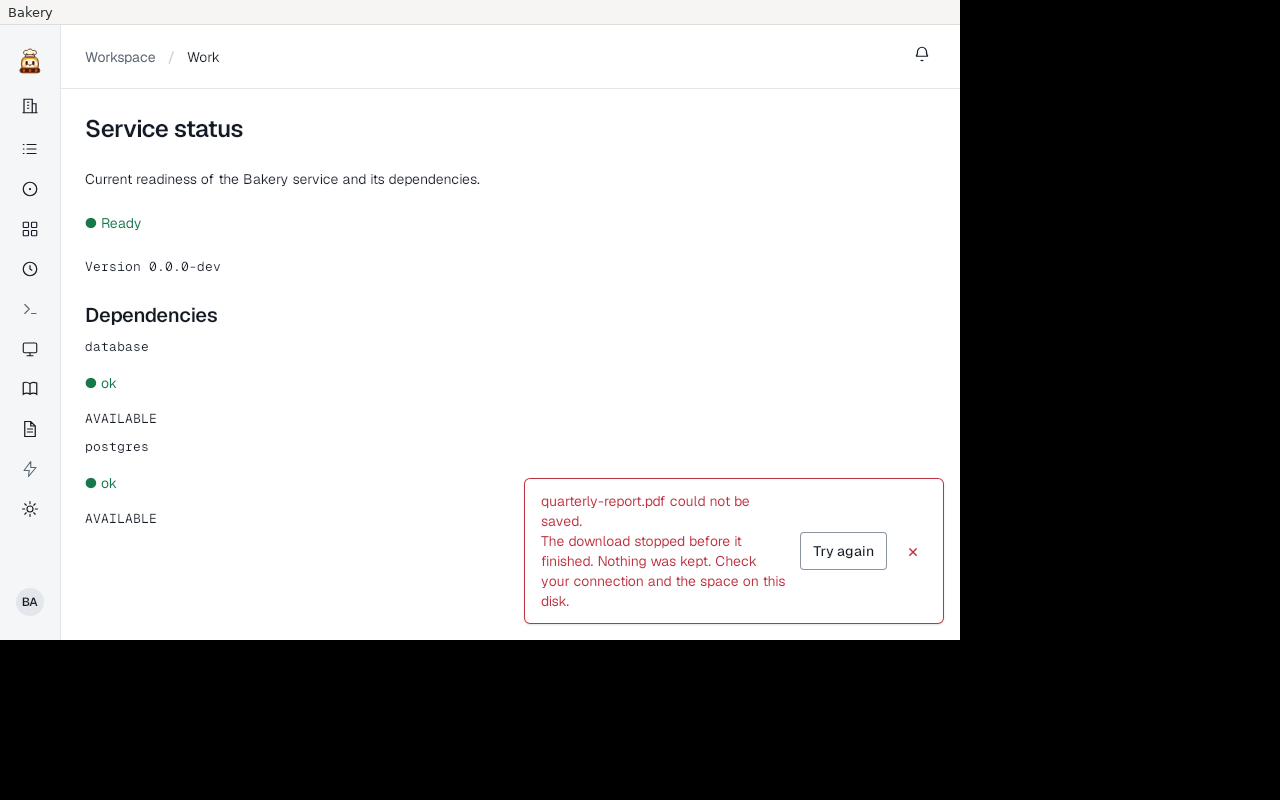 Bakery
Workspace / Work
Service status
Current readiness of the Bakery service and its dependencies.
Ready
Version 0.0.0-dev
Dependencies
database
ok
AVAILABLE
postgres
ok
AVAILABLE
quarterly-report.pdf could not be
saved.
The download stopped before it
finished. Nothing was kept. Check
your connection and the space on this
disk.
Try again
BA